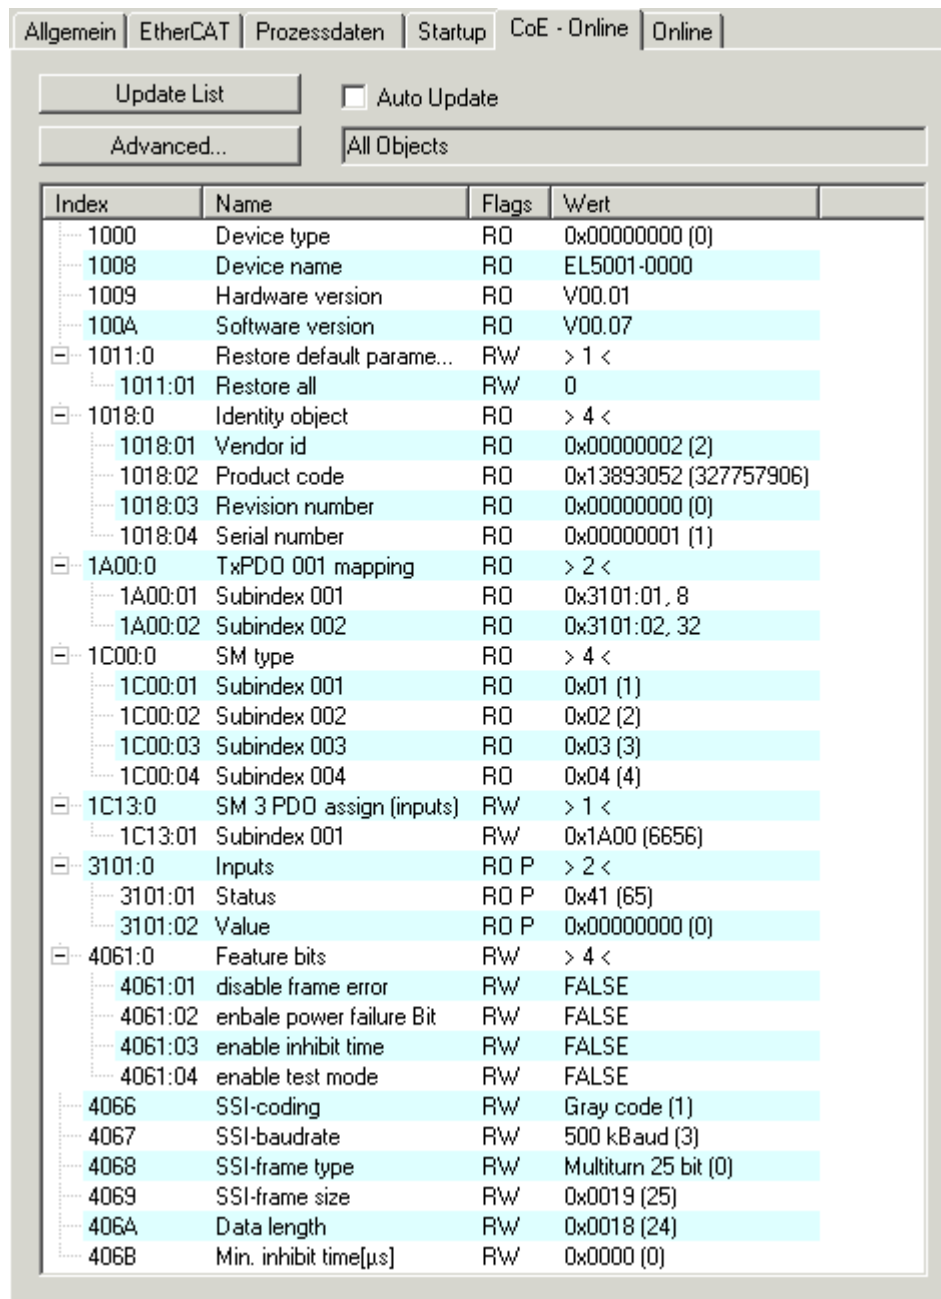 Allgemein EtherCAT Prozessdaten Startup CoE - Online Online
Update List Auto Update
Advanced... All Objects
Index Name Flags Wert
1000 Device type RO 0x00000000 (0)
1008 Device name RO EL5001-0000
1009 Hardware version RO V00.01
100A Software version RO V00.07
1011:0 Restore default parame... RW > 1 <
1011:01 Restore all RW 0
1018:0 Identity object RO > 4 <
1018:01 Vendor id RO 0x00000002 (2)
1018:02 Product code RO 0x13893052 (327757906)
1018:03 Revision number RO 0x00000000 (0)
1018:04 Serial number RO 0x00000001 (1)
1A00:0 TxPDO 001 mapping RO > 2 <
1A00:01 Subindex 001 RO 0x3101:01, 8
1A00:02 Subindex 002 RO 0x3101:02, 32
1C00:0 SM type RO > 4 <
1C00:01 Subindex 001 RO 0x01 (1)
1C00:02 Subindex 002 RO 0x02 (2)
1C00:03 Subindex 003 RO 0x03 (3)
1C00:04 Subindex 004 RO 0x04 (4)
1C13:0 SM 3 PDO assign (inputs) RW > 1 <
1C13:01 Subindex 001 RW 0x1A00 (6656)
3101:0 Inputs RO P > 2 <
3101:01 Status RO P 0x41 (65)
3101:02 Value RO P 0x00000000 (0)
4061:0 Feature bits RW > 4 <
4061:01 disable frame error RW FALSE
4061:02 enbale power failure Bit RW FALSE
4061:03 enable inhibit time RW FALSE
4061:04 enable test mode RW FALSE
4066 SSI-coding RW Gray code (1)
4067 SSI-baudrate RW 500 kBaud (3)
4068 SSI-frame type RW Multiturn 25 bit (0)
4069 SSI-frame size RW 0x0019 (25)
406A Data length RW 0x0018 (24)
406B Min. inhibit time[µs] RW 0x0000 (0)